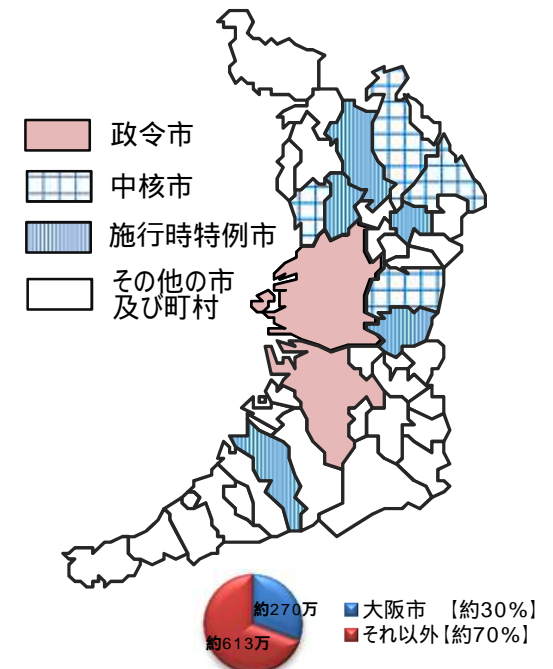 政令市
中核市
施行時特例市
その他の市
及び町村
約270万
約613万
大阪市 【約30%】
それ以外【約70%】